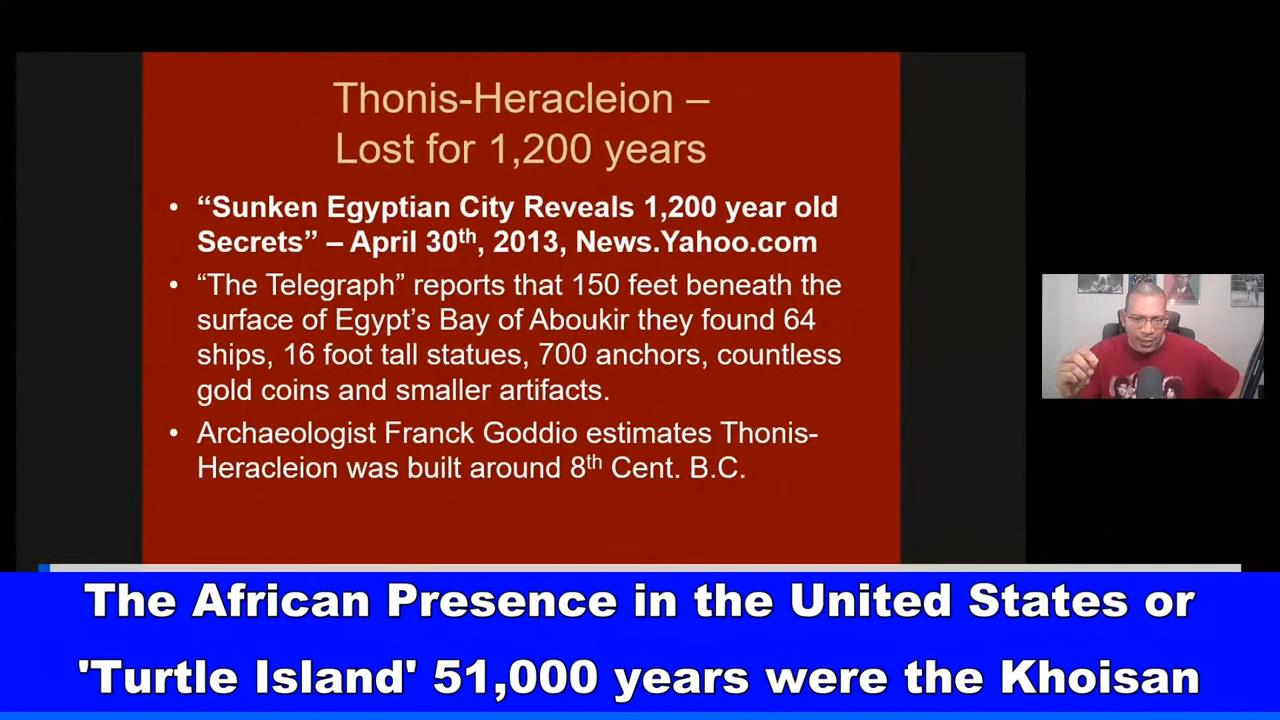 Thonis-Heracleion –
Lost for 1,200 years
• “Sunken Egyptian City Reveals 1,200 year old
Secrets” – April 30th, 2013, News.Yahoo.com
• “The Telegraph” reports that 150 feet beneath the
surface of Egypt’s Bay of Aboukir they found 64
ships, 16 foot tall statues, 700 anchors, countless
gold coins and smaller artifacts.
• Archaeologist Franck Goddio estimates Thonis-
Heracleion was built around 8th Cent. B.C.
The African Presence in the United States or
'Turtle Island' 51,000 years were the Khoisan